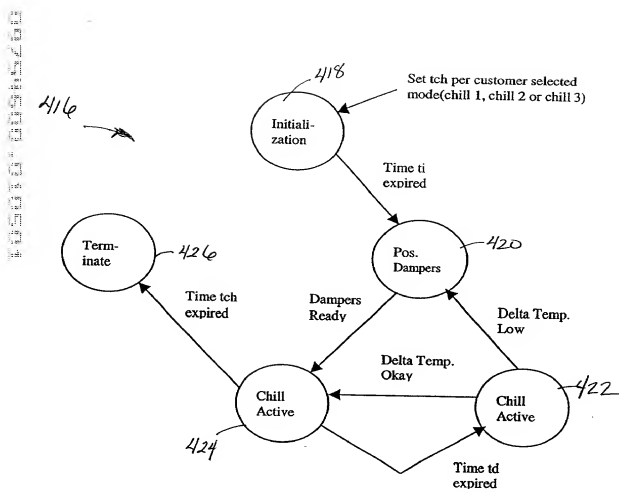 418
Set tch per customer selected
mode(chill 1, chill 2 or chill 3)
416
Initiali-
zation
Time ti
expired
Term-
inate
426
Pos.
Dampers
420
Time tch
expired
Dampers
Ready
Delta Temp.
Low
Delta Temp.
Okay
Chill
Active
424
Chill
Active
422
Time td
expired